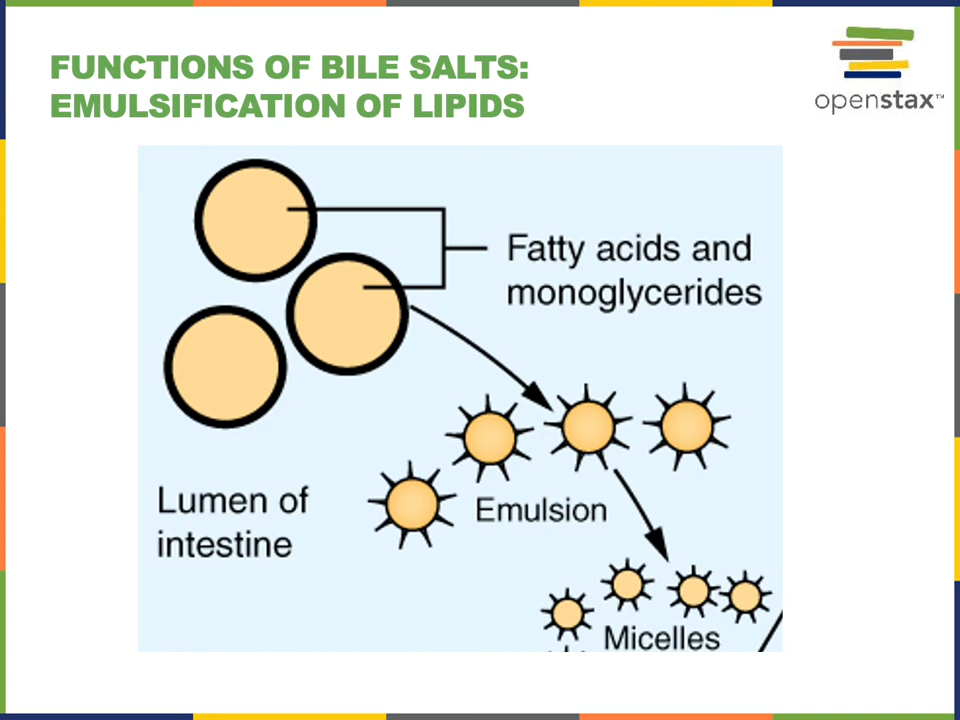 FUNCTIONS OF BILE SALTS:
EMULSIFICATION OF LIPIDS
openstax™
Fatty acids and
monoglycerides
Lumen of
intestine
Emulsion
Micelles